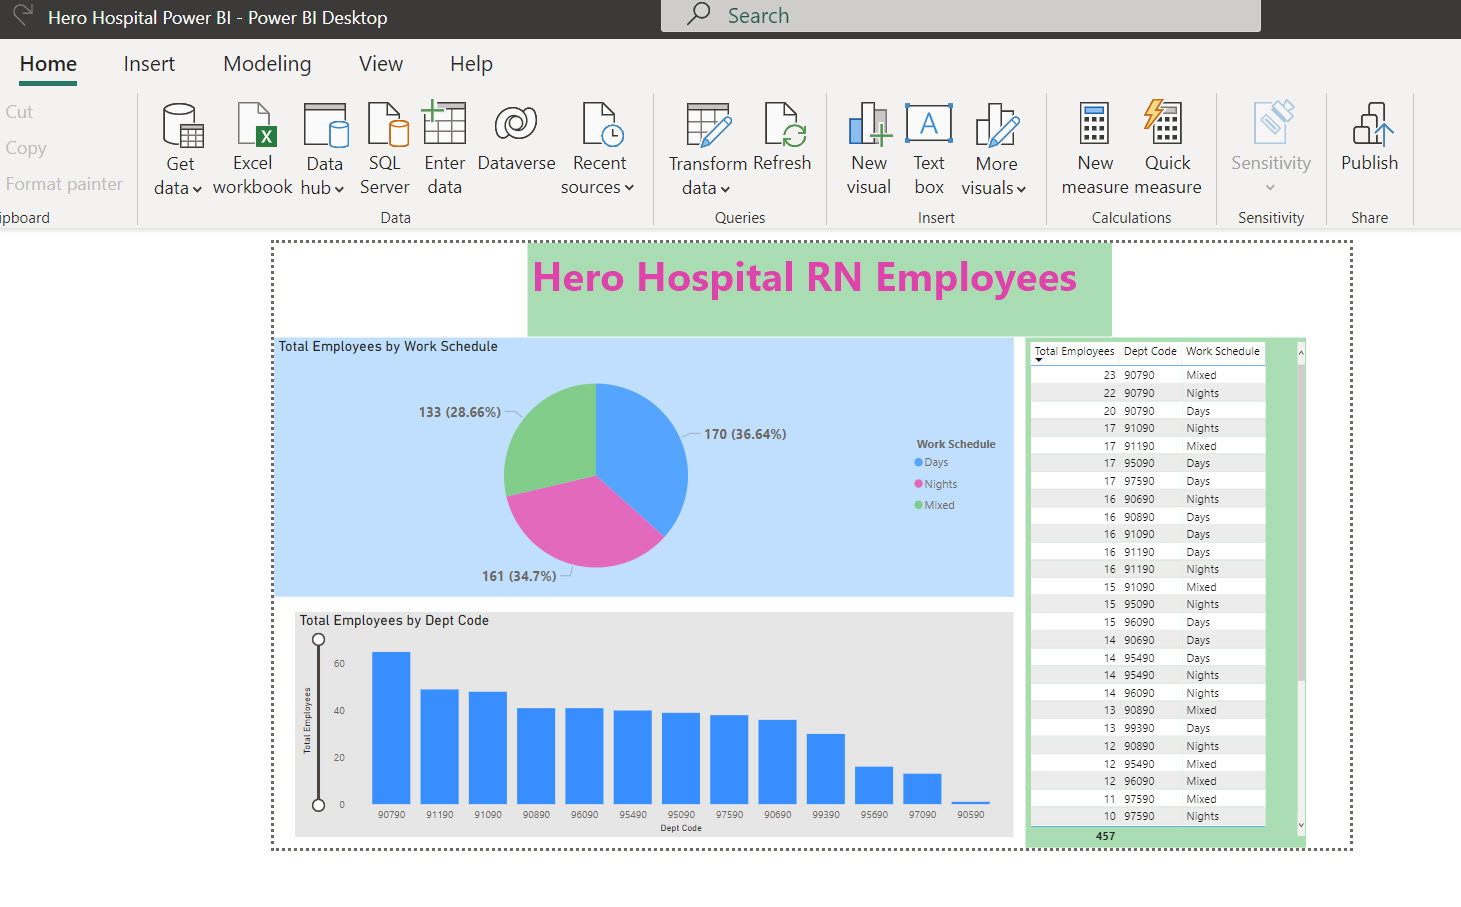 Hero Hospital Power BI - Power BI Desktop
Search
Home Insert Modeling View Help
Cut
Copy
Format painter
ipboard
Get data
Excel workbook
Data hub
SQL Server
Enter data
Dataverse
Recent sources
Data
Transform data
Refresh
Queries
New visual
Text box
More visuals
Insert
New measure
Quick measure
Calculations
Sensitivity
Sensitivity
Publish
Share
Hero Hospital RN Employees
Total Employees by Work Schedule
133 (28.66%)
170 (36.64%)
161 (34.7%)
Work Schedule
Days
Nights
Mixed
Total Employees by Dept Code
Total Employees
60
40
20
0
90790 91190 91090 90890 96090 95490 95090 97590 90690 99390 95690 97090 90590
Dept Code
Total Employees Dept Code Work Schedule
23 90790 Mixed
22 90790 Nights
20 90790 Days
17 91090 Nights
17 91190 Mixed
17 95090 Days
17 97590 Days
16 90690 Nights
16 90890 Days
16 91090 Days
16 91190 Days
16 91190 Nights
15 91090 Mixed
15 95090 Nights
15 96090 Days
14 90690 Days
14 95490 Days
14 95490 Nights
14 96090 Nights
13 90890 Mixed
13 99390 Days
12 90890 Nights
12 95490 Mixed
12 96090 Mixed
11 97590 Mixed
10 97590 Nights
457